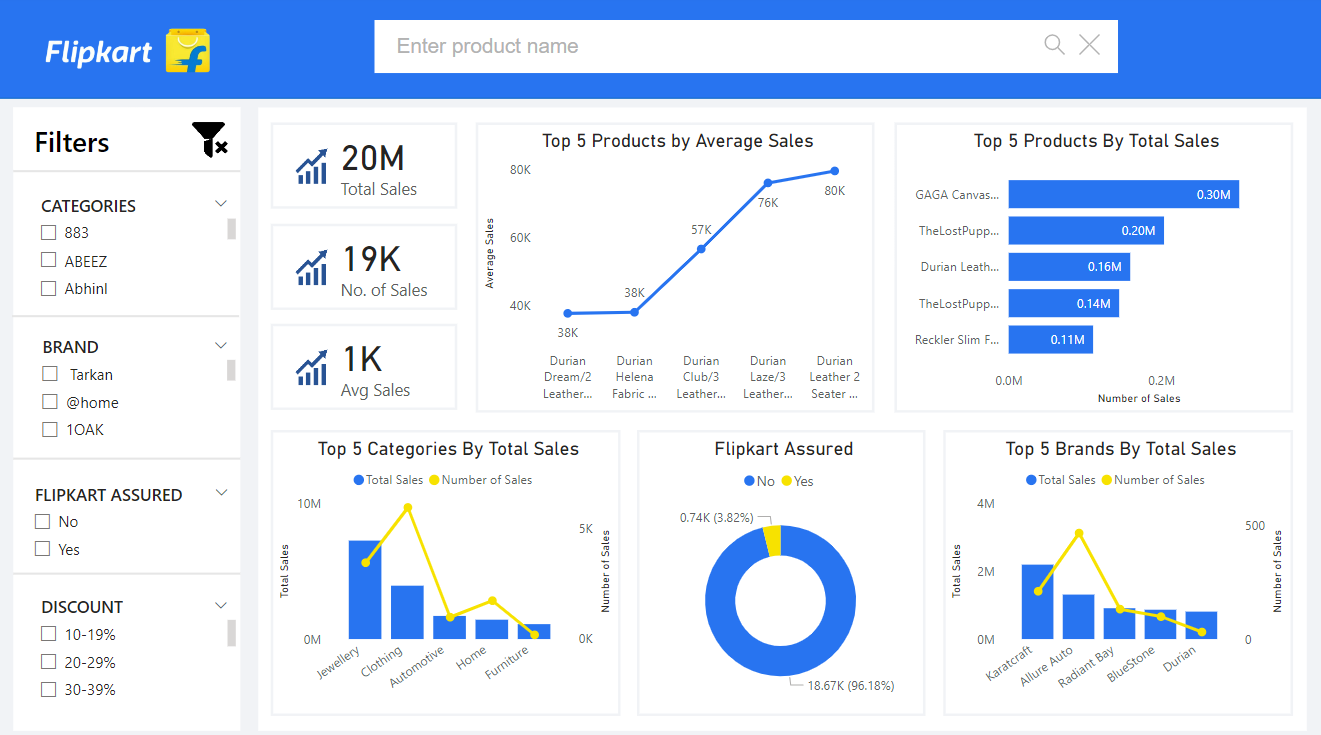 Flipkart
Enter product name
Filters
CATEGORIES
883
ABEEZ
Abhinl
BRAND
Tarkan
@home
1OAK
FLIPKART ASSURED
No
Yes
DISCOUNT
10-19%
20-29%
30-39%
20M
Total Sales
19K
No. of Sales
1K
Avg Sales
Top 5 Products by Average Sales
Average Sales
80K
60K
40K
38K
38K
57K
76K
80K
Durian Dream/2 Leather...
Durian Helena Fabric ...
Durian Club/3 Leather...
Durian Laze/3 Leather...
Durian Leather 2 Seater ...
Top 5 Products By Total Sales
GAGA Canvas... 0.30M
TheLostPupp... 0.20M
Durian Leath... 0.16M
TheLostPupp... 0.14M
Reckler Slim F... 0.11M
0.0M 0.2M
Number of Sales
Top 5 Categories By Total Sales
Total Sales Number of Sales
Total Sales
10M
0M
5K
0K
Number of Sales
Jewellery
Clothing
Automotive
Home
Furniture
Flipkart Assured
No Yes
0.74K (3.82%)
18.67K (96.18%)
Top 5 Brands By Total Sales
Total Sales Number of Sales
Total Sales
4M
2M
0M
500
0
Number of Sales
Karatcraft
Allure Auto
Radiant Bay
BlueStone
Durian